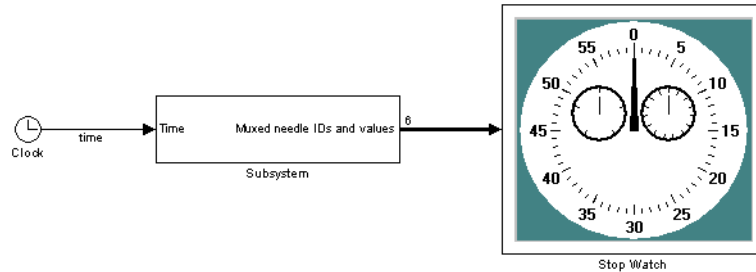 Clock
time
Time
Muxed needle IDs and values
Subsystem
6
0
5
10
15
20
25
30
35
40
45
50
55
Stop Watch